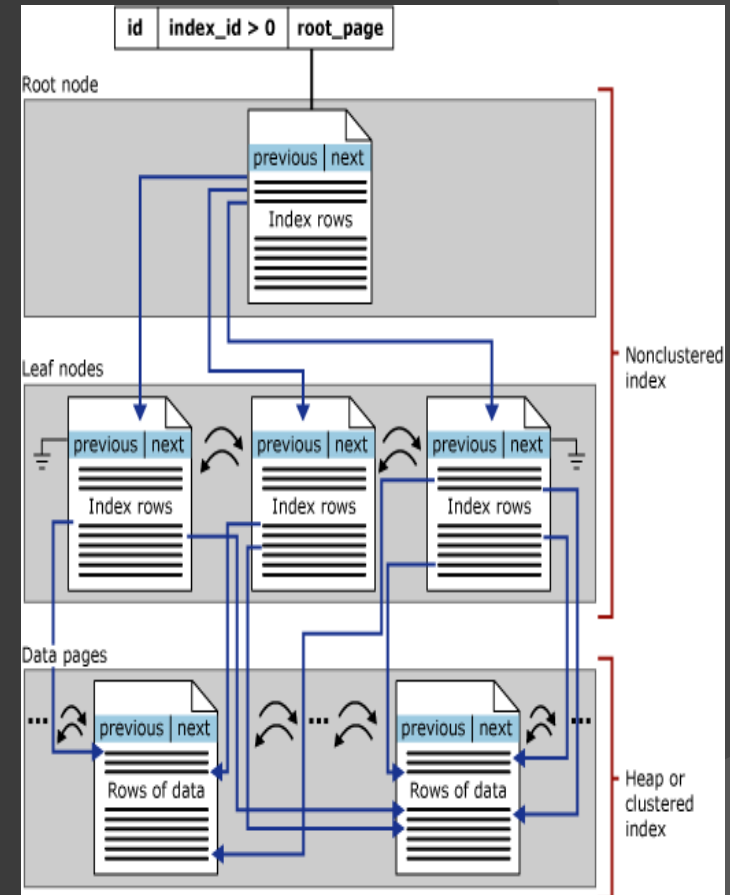 id index_id > 0 root_page
Root node
previous next
Index rows
Nonclustered
index
Leaf nodes
previous next previous next previous next
Index rows Index rows Index rows
Data pages
... ... ...
previous next previous next
Rows of data Rows of data
Heap or
clustered
index